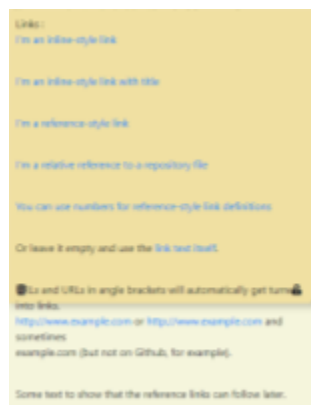 Links :
I'm an inline-style link
I'm an inline-style link with title
I'm a reference-style link
I'm a relative reference to a repository file
You can use numbers for reference-style link definitions
Or leave it empty and use the link text itself.
Ls and URLs in angle brackets will automatically get turne
into links.
http://www.example.com or http://www.example.com and
sometimes
example.com (but not on Github, for example).
Some text to show that the reference links can follow later.